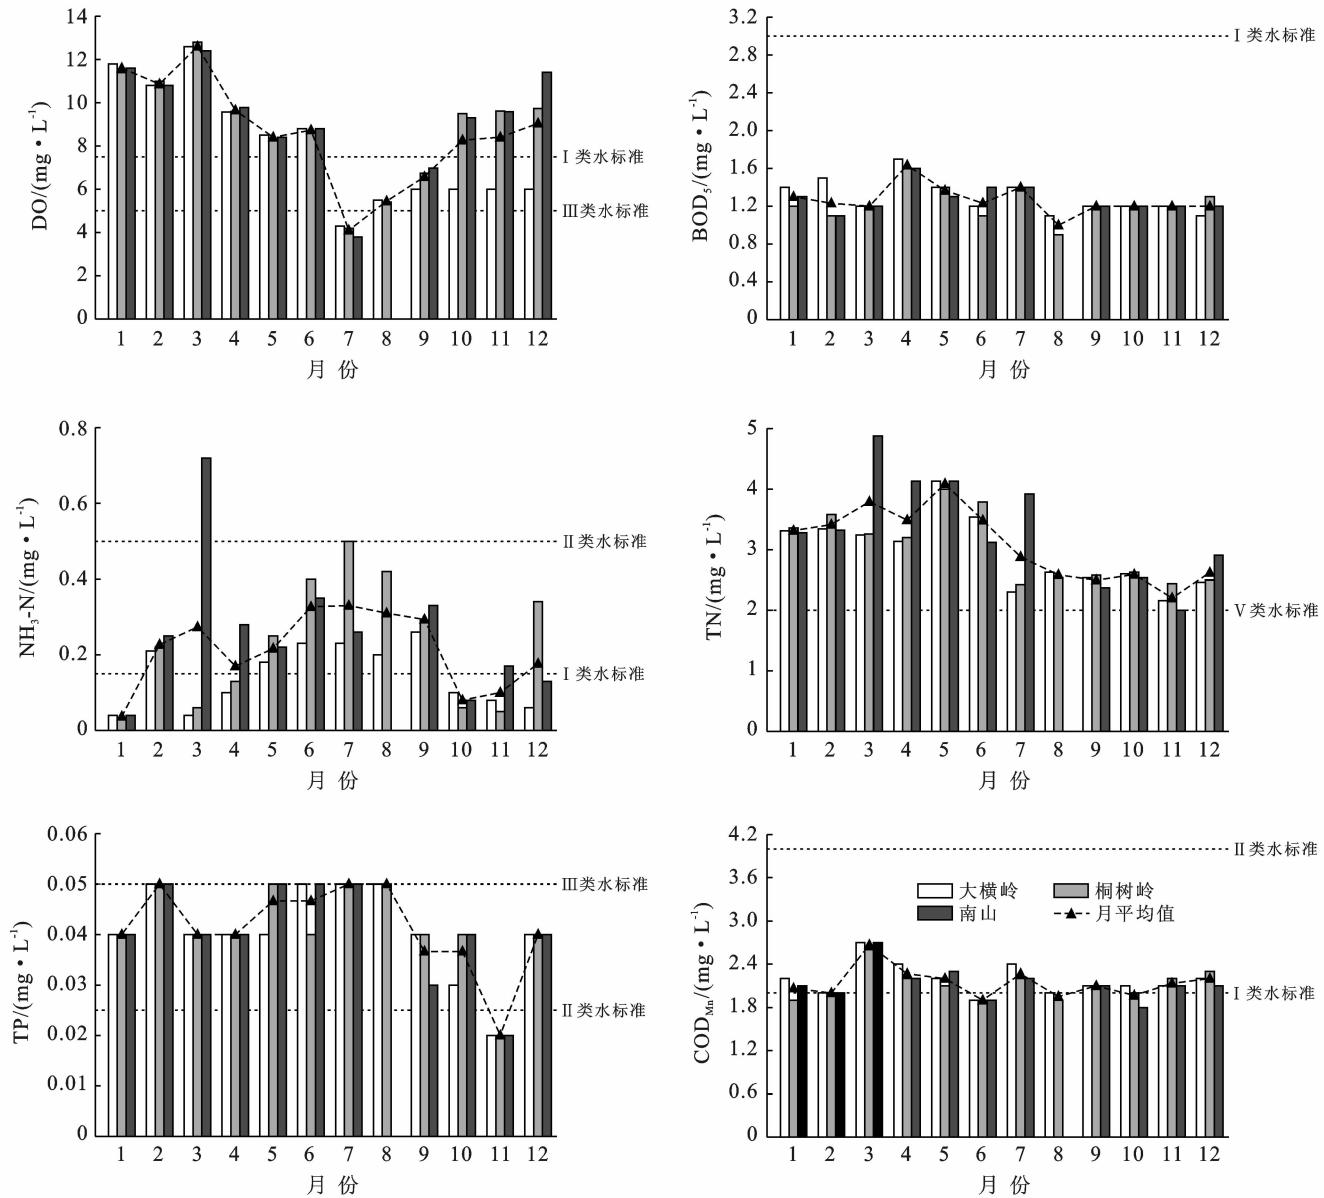 14
12
10
8
6
4
2
0
DO/(mg·L⁻¹)
Ⅰ类水标准
Ⅲ类水标准
1 2 3 4 5 6 7 8 9 10 11 12
月 份
3.2
2.8
2.4
2.0
1.6
1.2
0.8
0.4
0
BOD₅/(mg·L⁻¹)
Ⅰ类水标准
1 2 3 4 5 6 7 8 9 10 11 12
月 份
0.8
0.6
0.4
0.2
0
NH₃-N/(mg·L⁻¹)
Ⅱ类水标准
Ⅰ类水标准
1 2 3 4 5 6 7 8 9 10 11 12
月 份
5
4
3
2
1
0
TN/(mg·L⁻¹)
Ⅴ类水标准
1 2 3 4 5 6 7 8 9 10 11 12
月 份
0.06
0.05
0.04
0.03
0.02
0.01
0
TP/(mg·L⁻¹)
Ⅲ类水标准
Ⅱ类水标准
1 2 3 4 5 6 7 8 9 10 11 12
月 份
4.2
3.6
3.0
2.4
1.8
1.2
0.6
0
COD_Mn/(mg·L⁻¹)
Ⅱ类水标准
大横岭 桐树岭
南山 月平均值
Ⅰ类水标准
1 2 3 4 5 6 7 8 9 10 11 12
月 份